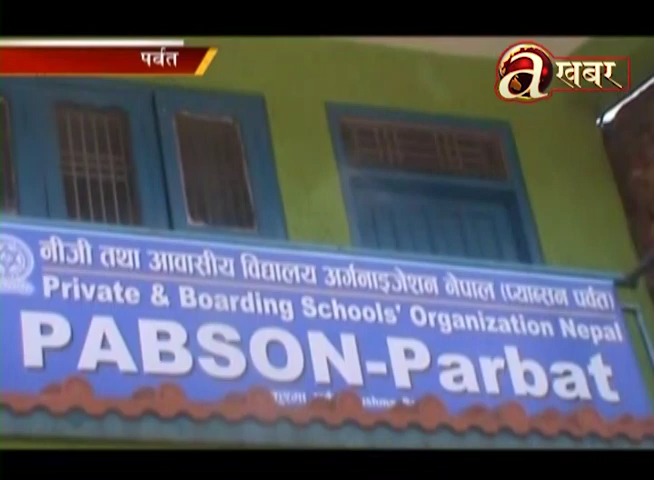 पर्वत
a खबर
नीजी तथा आवासीय विद्यालय अर्गनाइजेशन नेपाल (प्याब्सन पर्वत)
Private & Boarding Schools' Organization Nepal
PABSON-Parbat